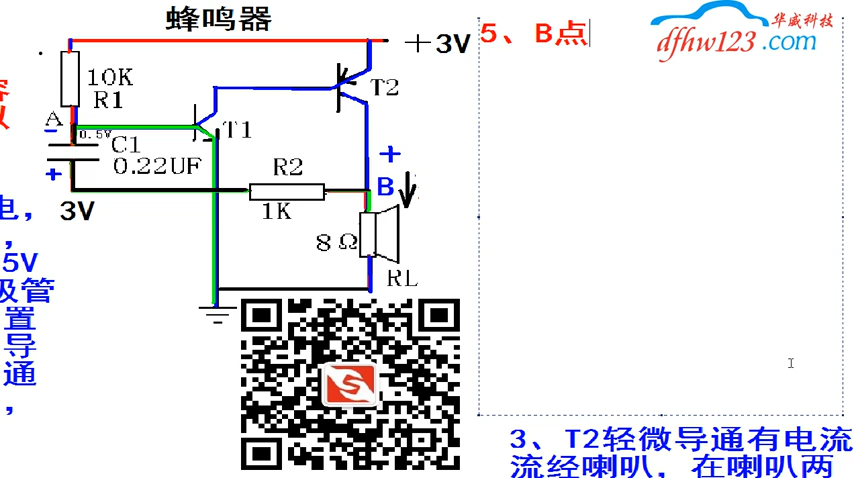 蜂鸣器
+3V
10K
R1
A
-
0.5V
C1
0.22UF
+
3V
T1
T2
R2
1K
+
B
8Ω
RL
5、B点
华威科技
dfhw123.com
电,
,
5V
极管
置
导
通
,
3、T2轻微导通有电流
流经喇叭, 在喇叭两